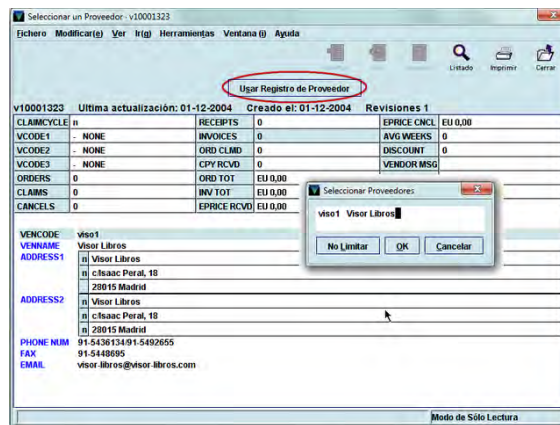 Seleccionar un Proveedor - v10001323
Fichero Modificar(e) Ver Ir(g) Herramientas Ventana (i) Ayuda
Listado Imprimir Cerrar
Usar Registro de Proveedor
v10001323 Ultima actualización: 01-12-2004 Creado el: 01-12-2004 Revisiones 1
CLAIMCYCLE n RECEIPTS 0 EPRICE CNCL EU 0,00
VCODE1 - NONE INVOICES 0 AVG WEEKS 0
VCODE2 - NONE ORD CLMD 0 DISCOUNT 0
VCODE3 - NONE CPY RCVD 0 VENDOR MSG
ORDERS 0 ORD TOT EU 0,00
CLAIMS 0 INV TOT EU 0,00
CANCELS 0 EPRICE RCVD EU 0,00
Seleccionar Proveedores
viso1 Visor Libros
No Limitar OK Cancelar
VENCODE viso1
VENNAME Visor Libros
ADDRESS1 n Visor Libros
n c/Isaac Peral, 18
28015 Madrid
ADDRESS2 n Visor Libros
n c/Isaac Peral, 18
n 28015 Madrid
PHONE NUM 91-5436134/91-5492655
FAX 91-5448695
EMAIL visor-libros@visor-libros.com
Modo de Sólo Lectura